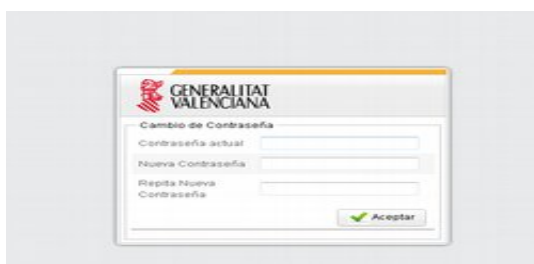 GENERALITAT
VALENCIANA
Cambio de Contraseña
Contraseña actual
Nueva Contraseña
Repita Nueva
Contraseña
Aceptar